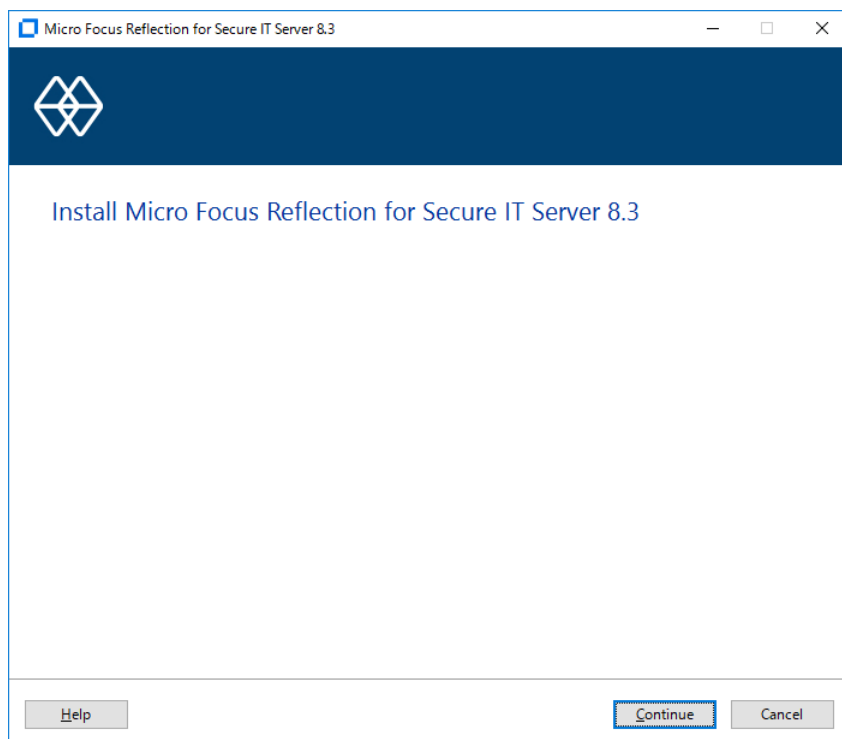 Micro Focus Reflection for Secure IT Server 8.3
Install Micro Focus Reflection for Secure IT Server 8.3
Help
Continue
Cancel